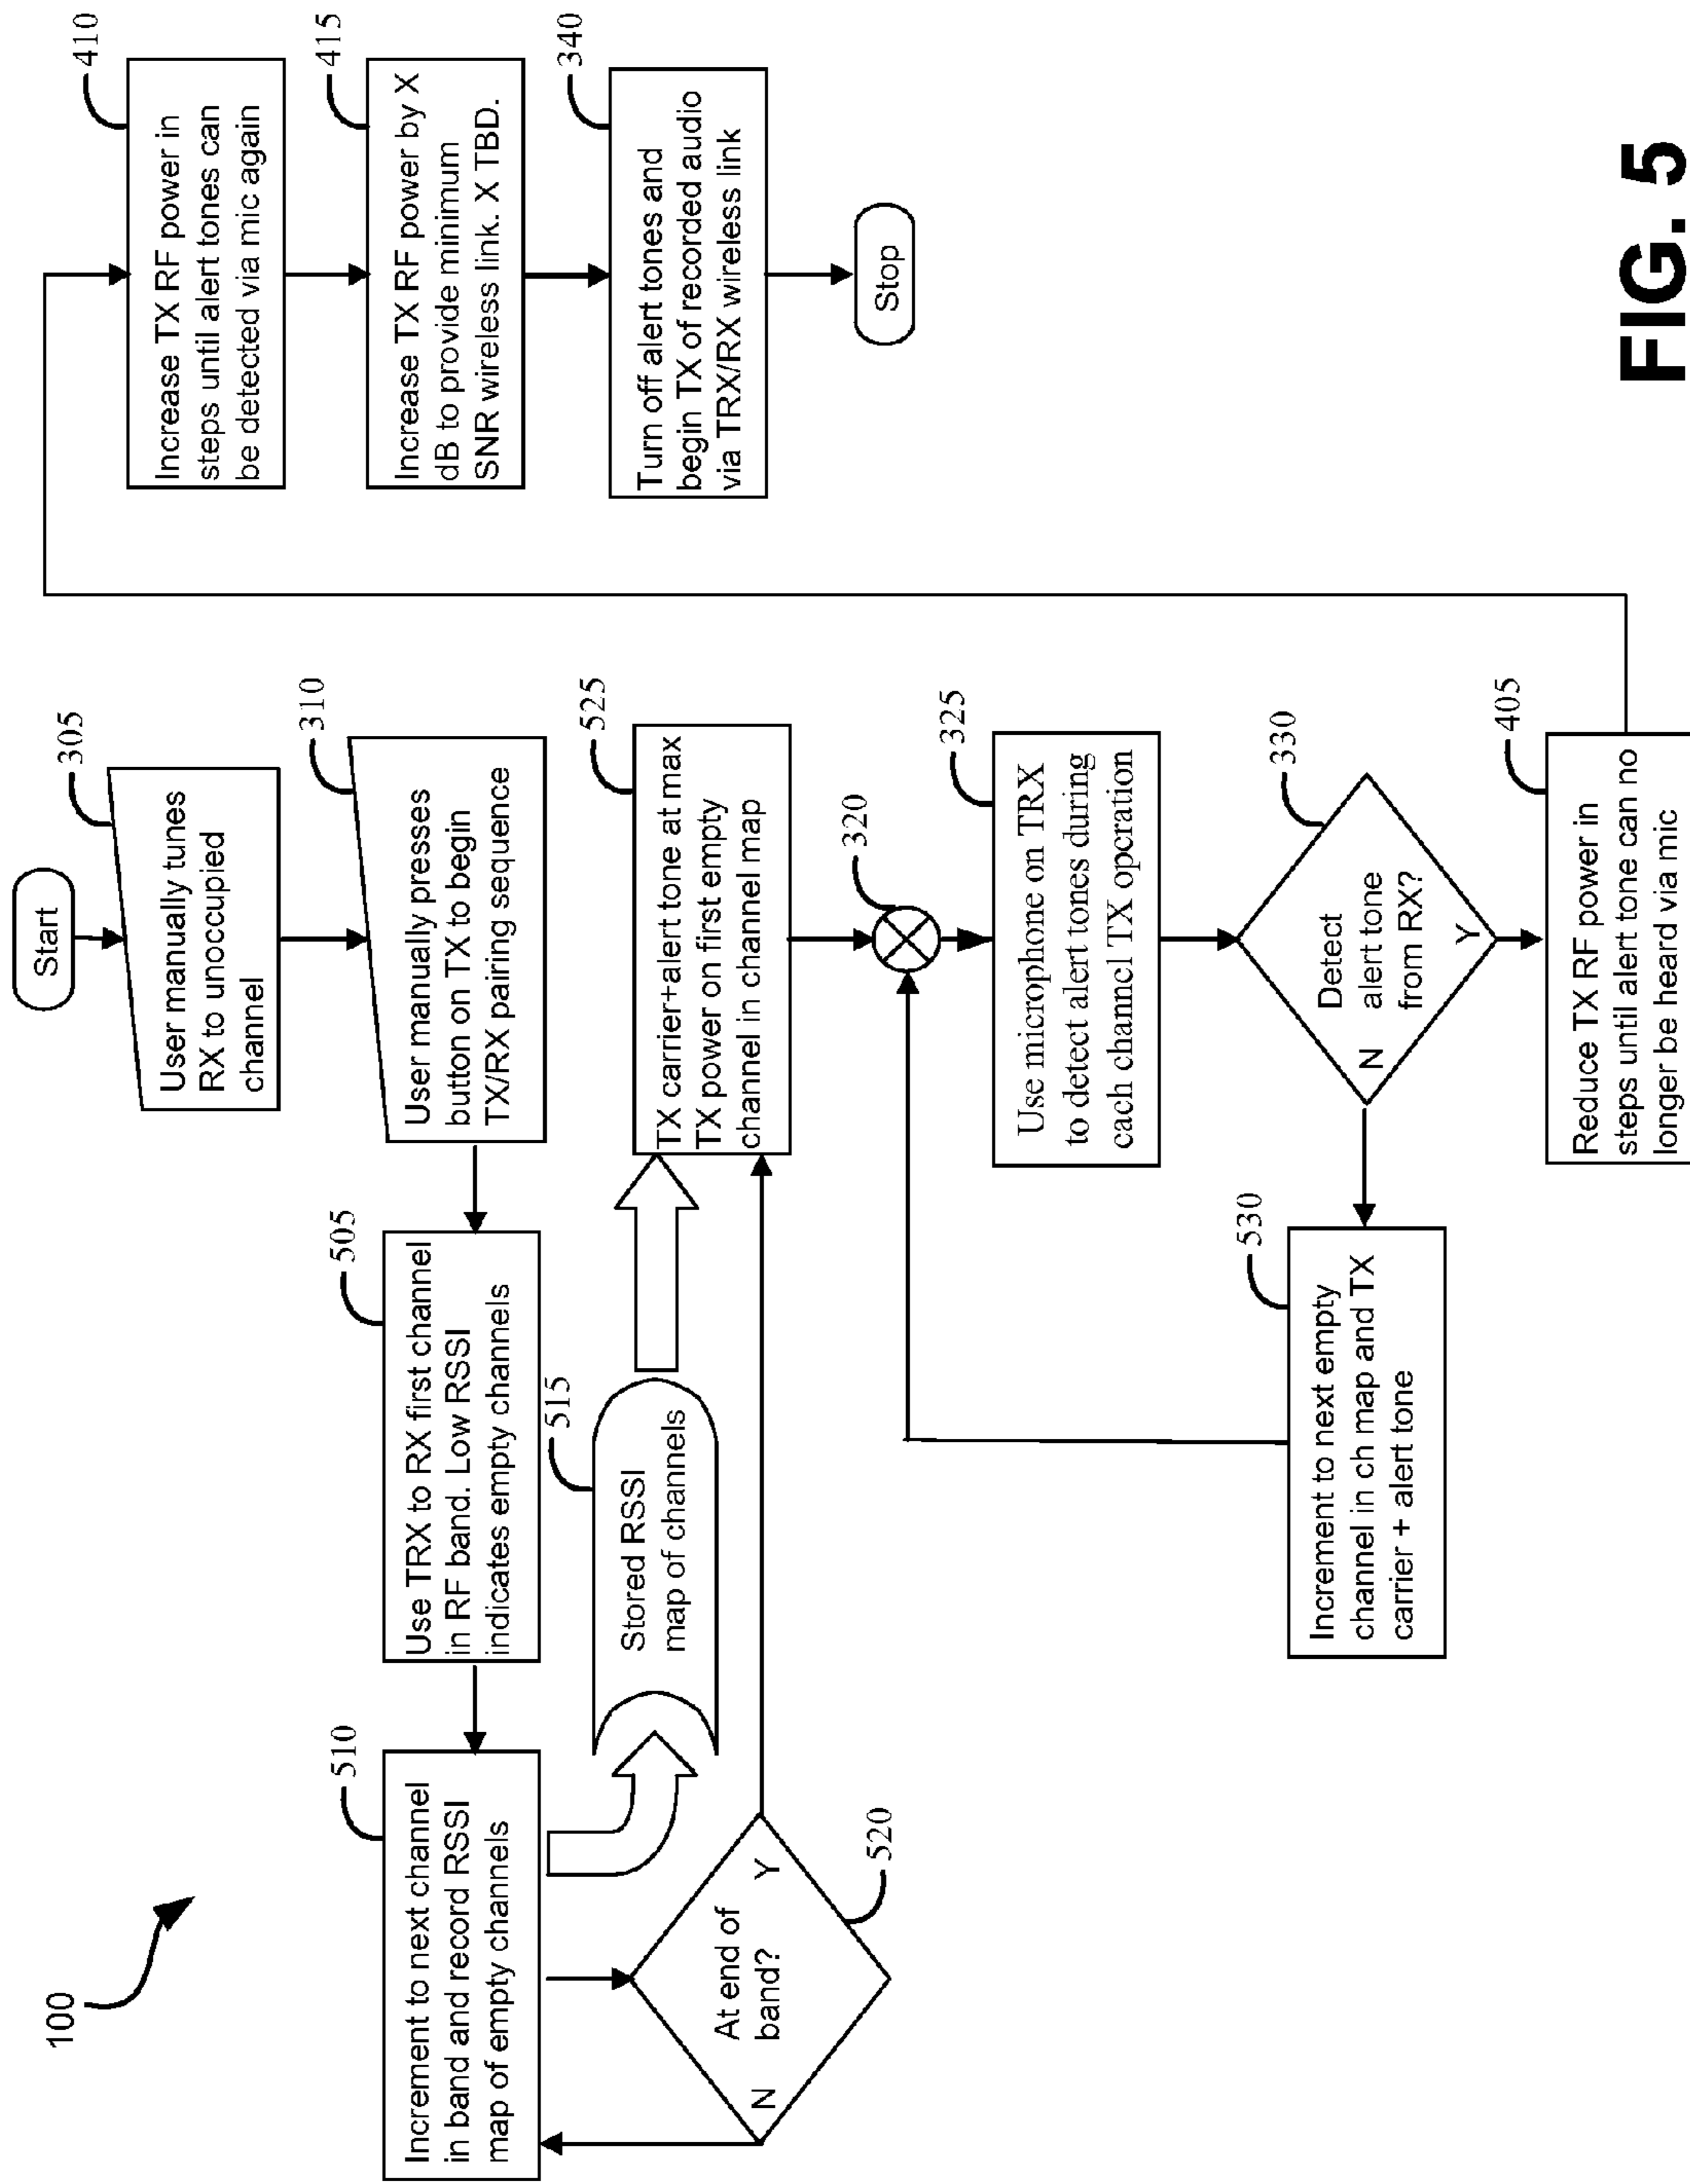 100
Start
305
User manually tunes
RX to unoccupied
channel
310
User manually presses
button on TX to begin
TX/RX pairing sequence
505
Use TRX to RX first channel
in RF band. Low RSSI
indicates empty channels
510
Increment to next channel
in band and record RSSI
map of empty channels
515
Stored RSSI
map of channels
520
At end of
band?
N
Y
525
TX carrier+alert tone at max
TX power on first empty
channel in channel map
320
325
Use microphone on TRX
to detect alert tones during
each channel TX operation
330
Detect
alert tone
from RX?
N
Y
530
Increment to next empty
channel in ch map and TX
carrier + alert tone
405
Reduce TX RF power in
steps until alert tone can no
longer be heard via mic
410
Increase TX RF power in
steps until alert tones can
be detected via mic again
415
Increase TX RF power by X
dB to provide minimum
SNR wireless link. X TBD.
340
Turn off alert tones and
begin TX of recorded audio
via TRX/RX wireless link
Stop
FIG. 5